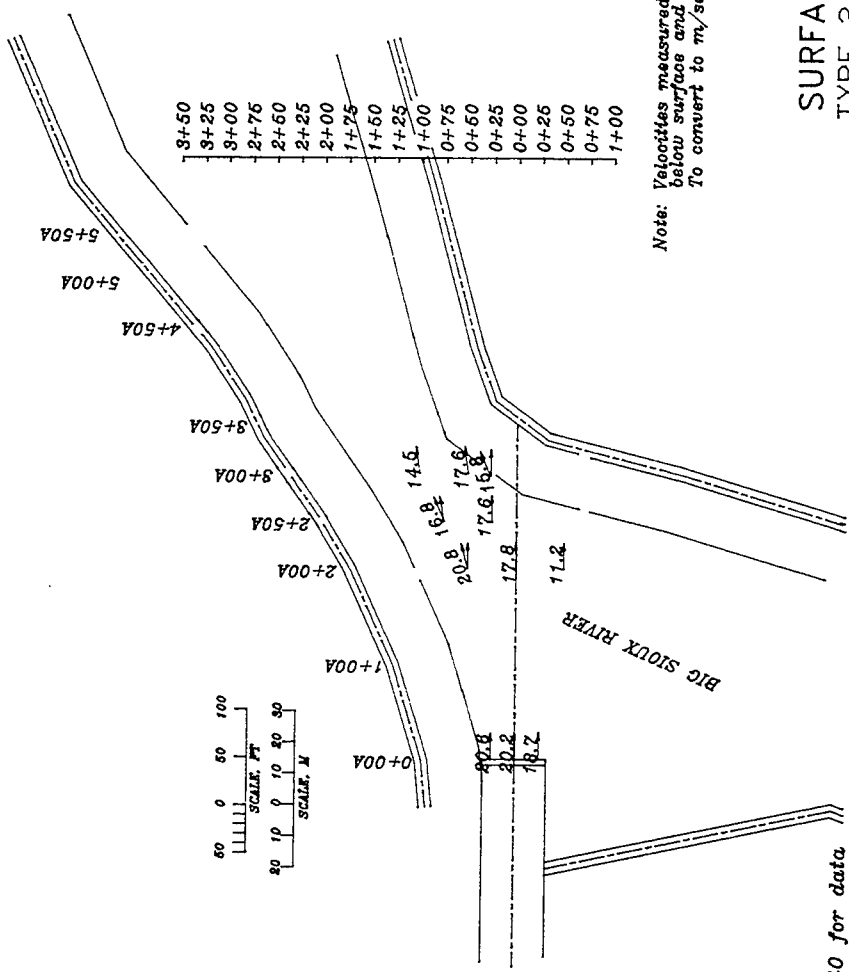 5+50A
5+00A
4+50A
3+50A
3+00A
2+50A
2+00A
1+00A
0+00A
3+50
3+25
3+00
2+75
2+50
2+25
2+00
1+75
1+50
1+25
1+00
0+75
0+50
0+25
0+00
0+25
0+50
0+75
1+00
50 0 50 100
SCALE, FT
20 10 0 10 20 30
SCALE, M
14.5
16.8
17.6
15.8
20.8
17.6
17.8
11.2
20.6
20.2
18.7
BIG SIOUX RIVER
Note: Velocities measured
below surface and
To convert to
SURFA
TYPE
for data